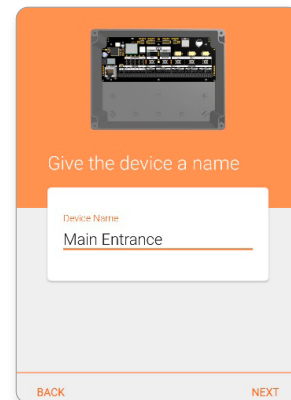 Give the device a name
Device Name
Main Entrance
BACK
NEXT